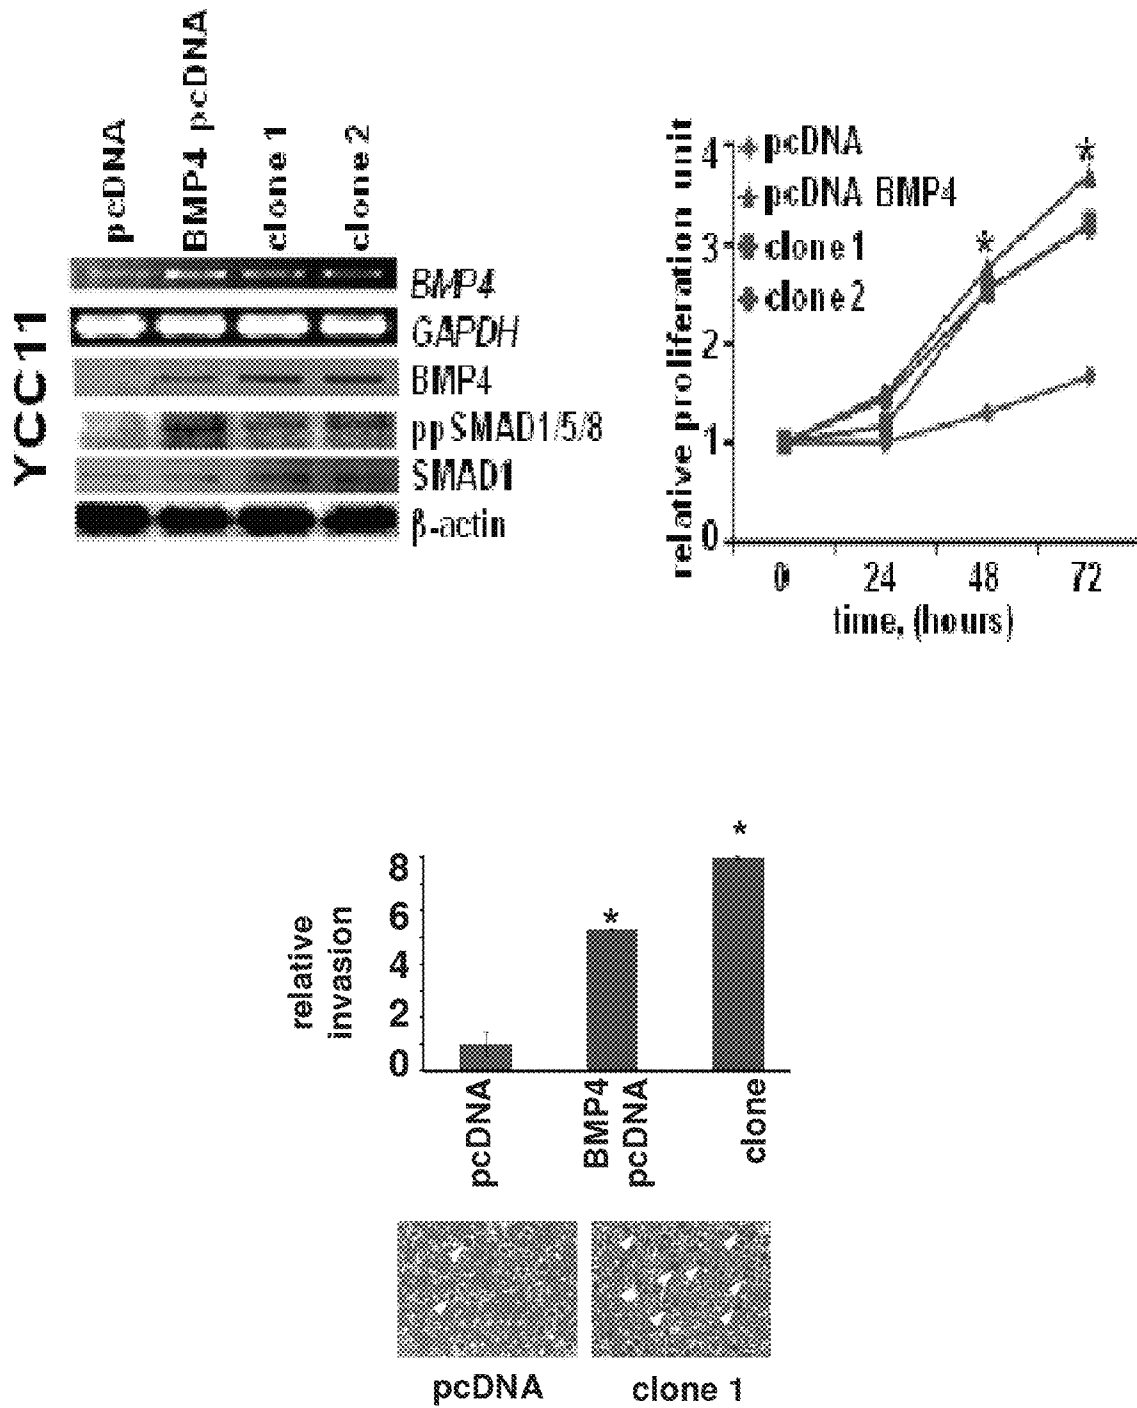 YCC11
pcDNA
BMP4 pcDNA
clone 1
clone 2
BMP4
GAPDH
BMP4
ppSMAD1/5/8
SMAD1
β-actin
relative proliferation unit
4
3
2
1
0
pcDNA
pcDNA BMP4
clone 1
clone 2
*
*
0
24
48
72
time, (hours)
relative
invasion
8
6
4
2
0
*
*
pcDNA
BMP4
pcDNA
clone
pcDNA
clone 1